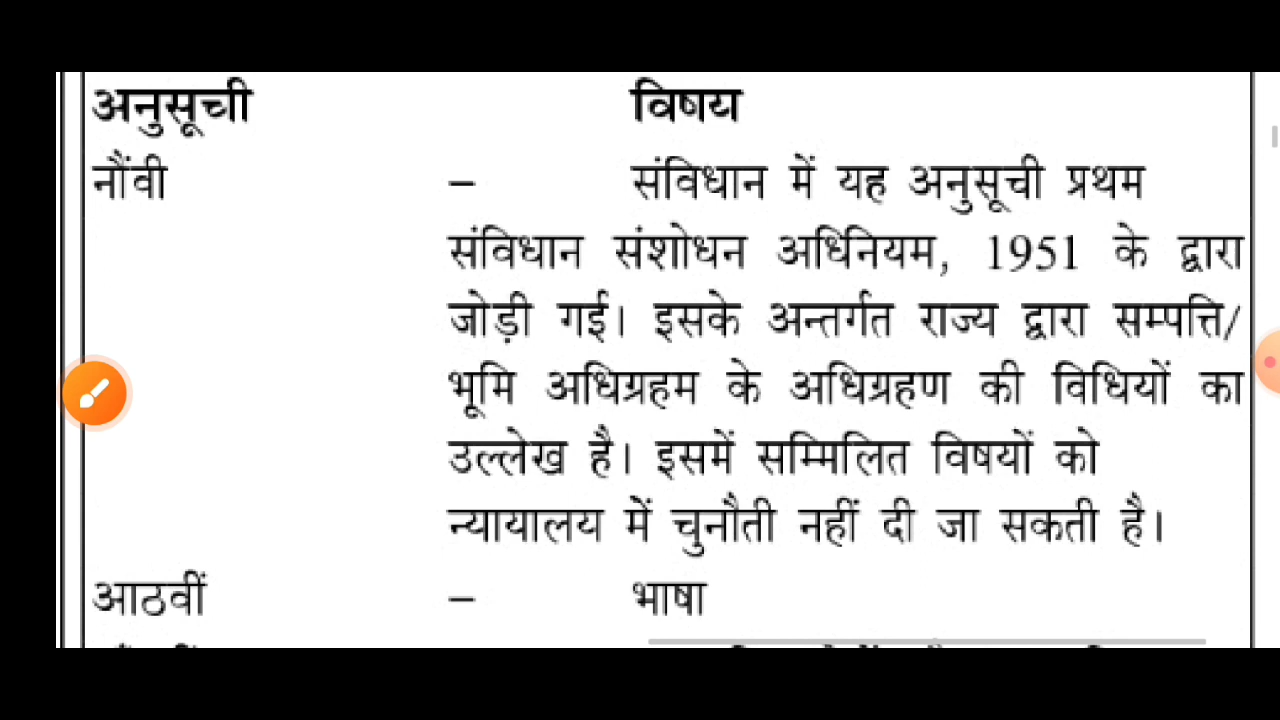 अनुसूची विषय
नौंवी – संविधान में यह अनुसूची प्रथम
संविधान संशोधन अधिनियम, 1951 के द्वारा
जोड़ी गई। इसके अन्तर्गत राज्य द्वारा सम्पत्ति/
भूमि अधिग्रहम के अधिग्रहण की विधियों का
उल्लेख है। इसमें सम्मिलित विषयों को
न्यायालय में चुनौती नहीं दी जा सकती है।
आठवीं – भाषा